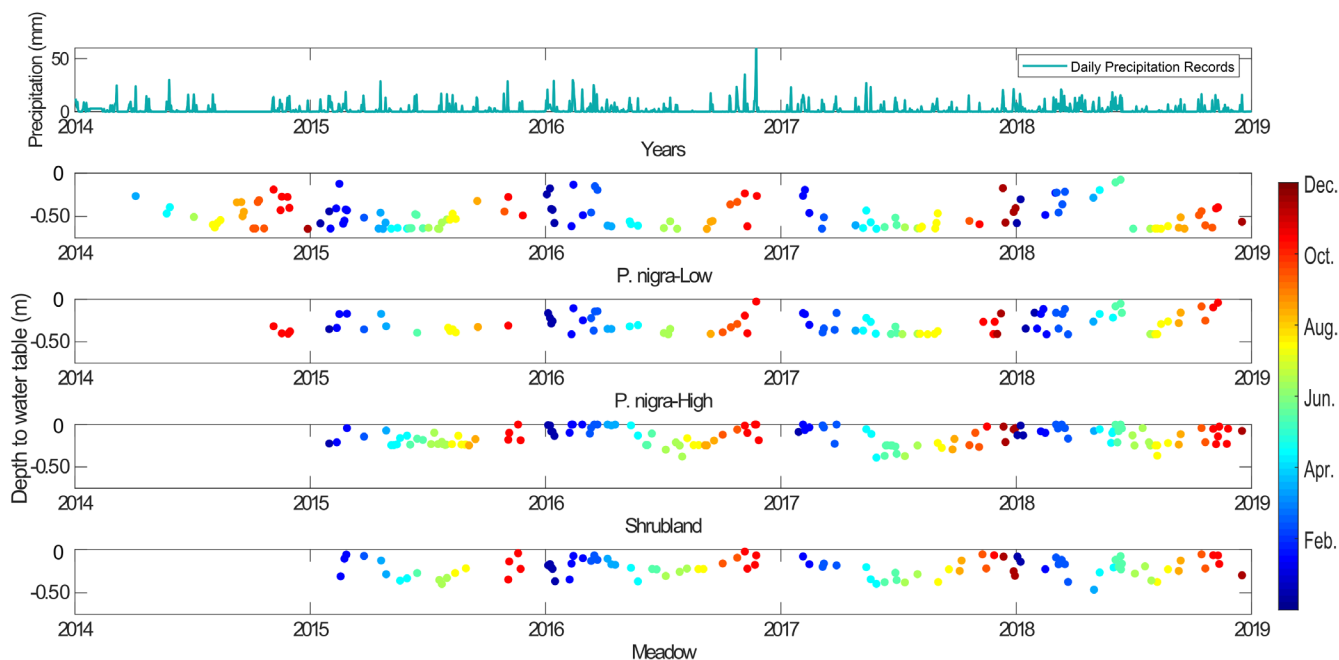 Precipitation (mm)
50
0
Daily Precipitation Records
2014 2015 2016 2017 2018 2019
Years
Depth to water table (m)
0
-0.50
2014 2015 2016 2017 2018 2019
P. nigra-Low
0
-0.50
2014 2015 2016 2017 2018 2019
P. nigra-High
0
-0.50
2014 2015 2016 2017 2018 2019
Shrubland
0
-0.50
2014 2015 2016 2017 2018 2019
Meadow
Dec.
Oct.
Aug.
Jun.
Apr.
Feb.